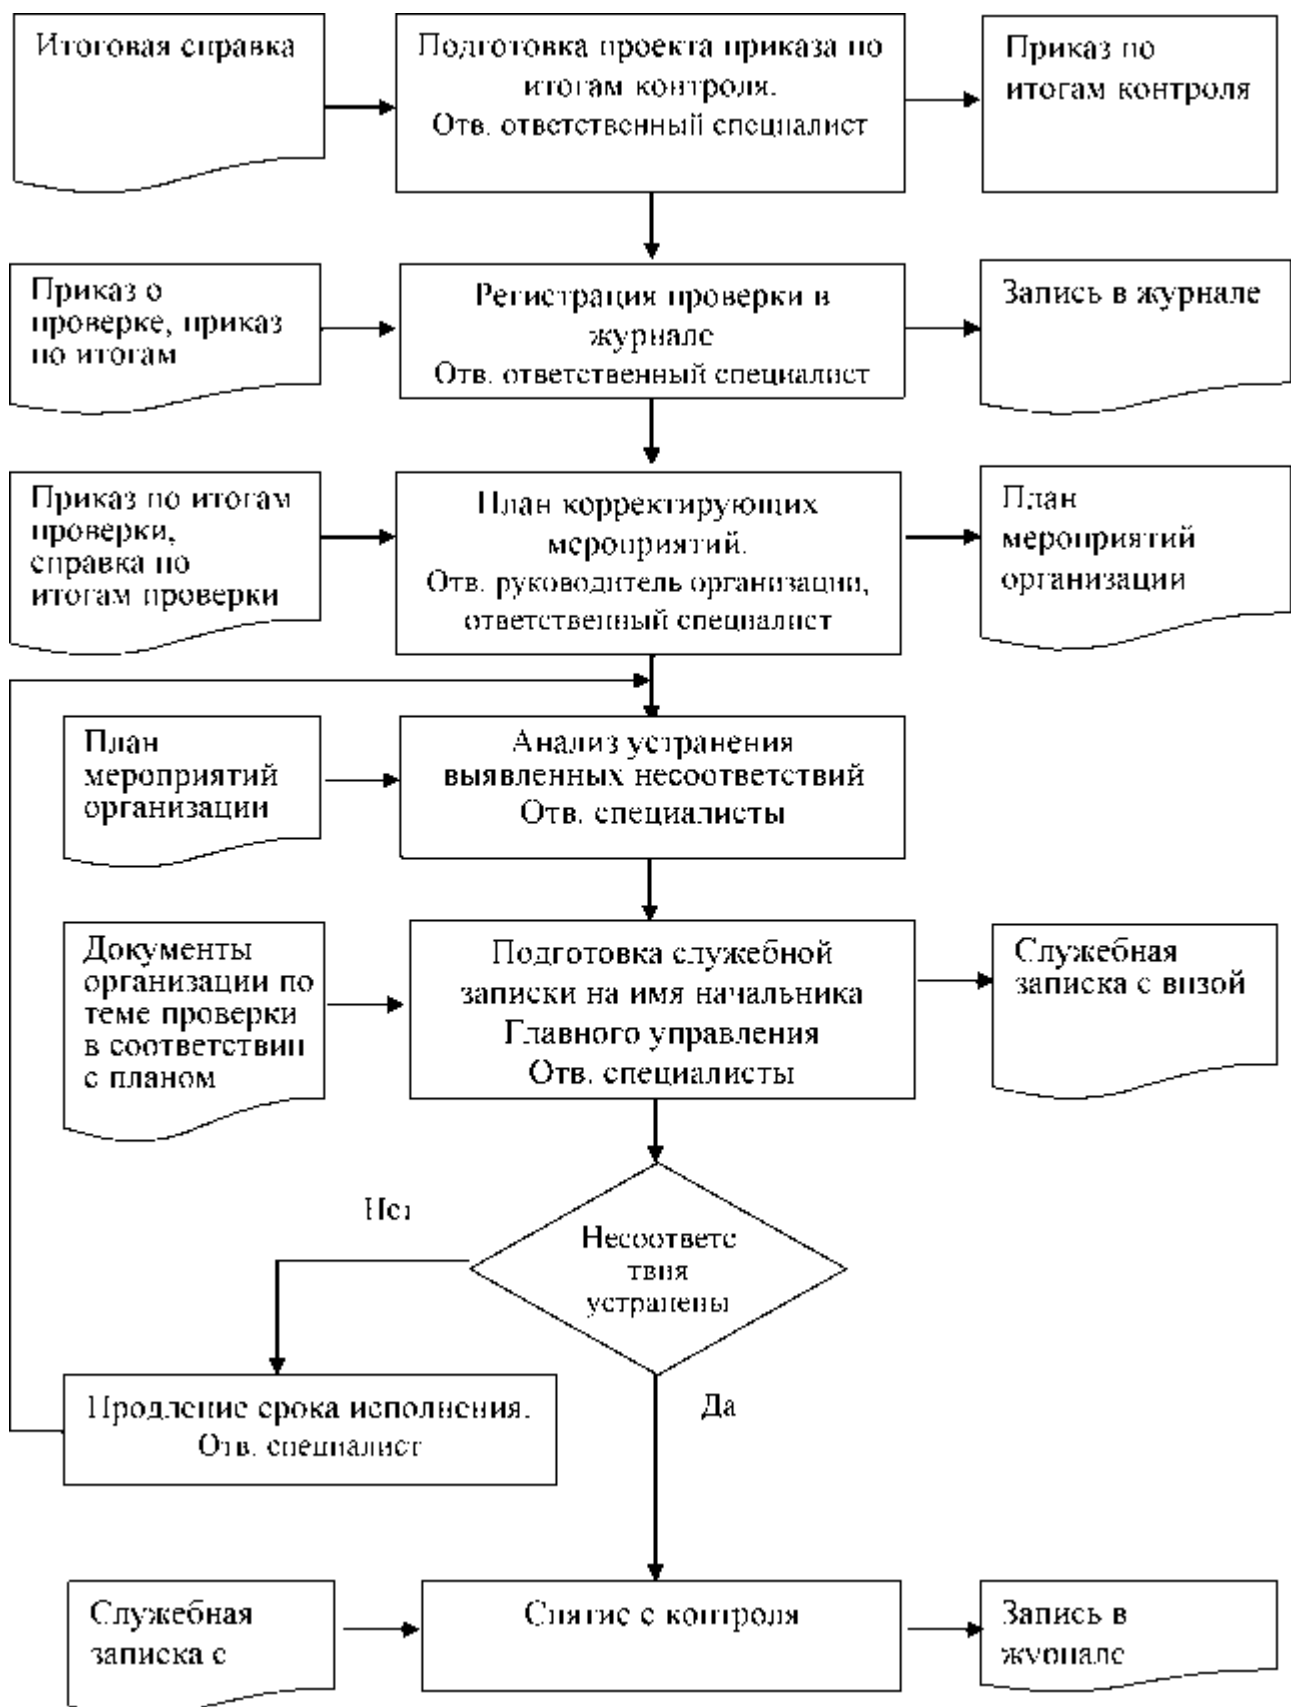 Итоговая справка
Подготовка проекта приказа по
итогам контроля.
Отв. ответственный специалист
Приказ по
итогам контроля
Приказ о
проверке, приказ
по итогам
Регистрация проверки в
журнале
Отв. ответственный специалист
Запись в журнале
Приказ по итогам
проверки,
справка по
итогам проверки
План корректирующих
мероприятий.
Отв. руководитель организации,
ответственный специалист
План
мероприятий
организации
План
мероприятий
организации
Анализ устранения
выявленных несоответствий
Отв. специалисты
Документы
организации по
теме проверки
в соответствии
с планом
Подготовка служебной
записки на имя начальника
Главного управления
Отв. специалисты
Служебная
записка с визой
Нет
Несоответс
твия
устранены
Продление срока исполнения.
Отв. специалист
Да
Служебная
записка с
Снятие с контроля
Запись в
журнале